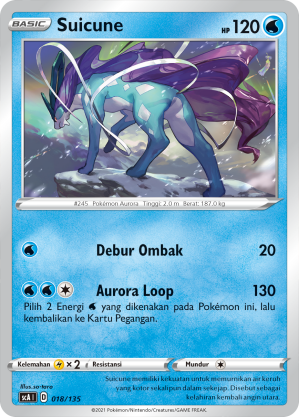 BASIC Suicune HP 120
#245 Pokémon Aurora Tinggi: 2.0 m Berat: 187.0 kg
Debur Ombak 20
Aurora Loop 130
Pilih 2 Energi yang dikenakan pada Pokémon ini, lalu
kembalikan ke Kartu Pegangan.
Kelemahan ×2 Resistansi Mundur
Illus. so-taro
Suicune memiliki kekuatan untuk memurnikan air kotor
yang kotor sekalipun dalam sekejap. Disebut sebagai
kelahiran kembali dari angin utara.
sc A I D 018/135
©2021 Pokémon/Nintendo/Creatures/GAME FREAK.